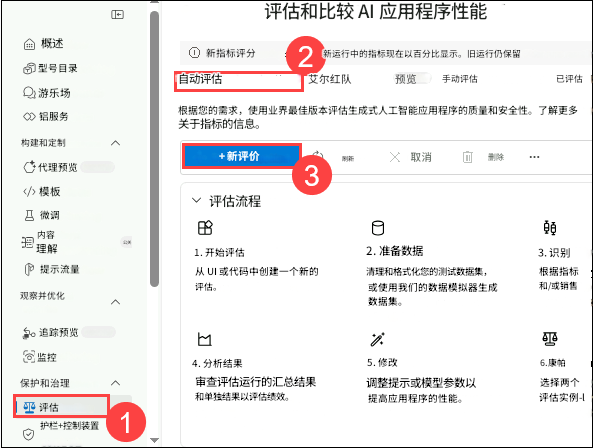 评估和比较 AI 应用程序性能
概述
型号目录
游乐场
铝服务
构建和定制
代理预览
模板
微调
内容
理解
提示流量
观察并优化
追踪预览
监控
保护和治理
评估
护栏+控制装置
1
新指标评分
新运行中的指标现在以百分比显示。旧运行仍保留
2
自动评估
艾尔红队
预览
手动评估
已评估
根据您的需求，使用业界最佳版本评估生成式人工智能应用程序的质量和安全性。了解更多
关于指标的信息。
+新评价
3
刷新
取消
删除
...
评估流程
1. 开始评估
从 UI 或代码中创建一个新的
评估。
2. 准备数据
清理和格式化您的测试数据集，
或使用我们的数据模拟器生成
数据集。
3. 识别
根据指标
和/或销售
4. 分析结果
审查评估运行的汇总结果
和单独结果以评估绩效。
5. 修改
调整提示或模型参数以
提高应用程序的性能。
6.康帕
选择两个
评估实例-l